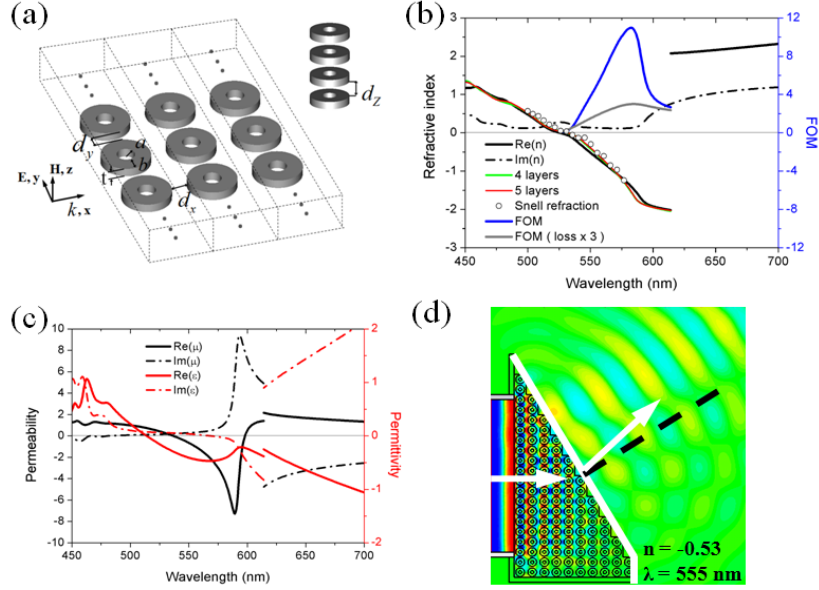 (a)
d_z
d_y
a
b
t
E, y
H, z
k, x
d_x
(b)
Refractive index
3
2
1
0
-1
-2
-3
12
8
4
0
-4
-8
-12
FOM
Re(n)
Im(n)
4 layers
5 layers
Snell refraction
FOM
FOM ( loss x 3 )
450 500 550 600 650 700
Wavelength (nm)
(c)
Permeability
10
8
6
4
2
0
-2
-4
-6
-8
-10
Re(μ)
Im(μ)
Re(ε)
Im(ε)
2
1
0
-1
-2
Permittivity
450 500 550 600 650 700
Wavelength (nm)
(d)
n = -0.53
λ = 555 nm